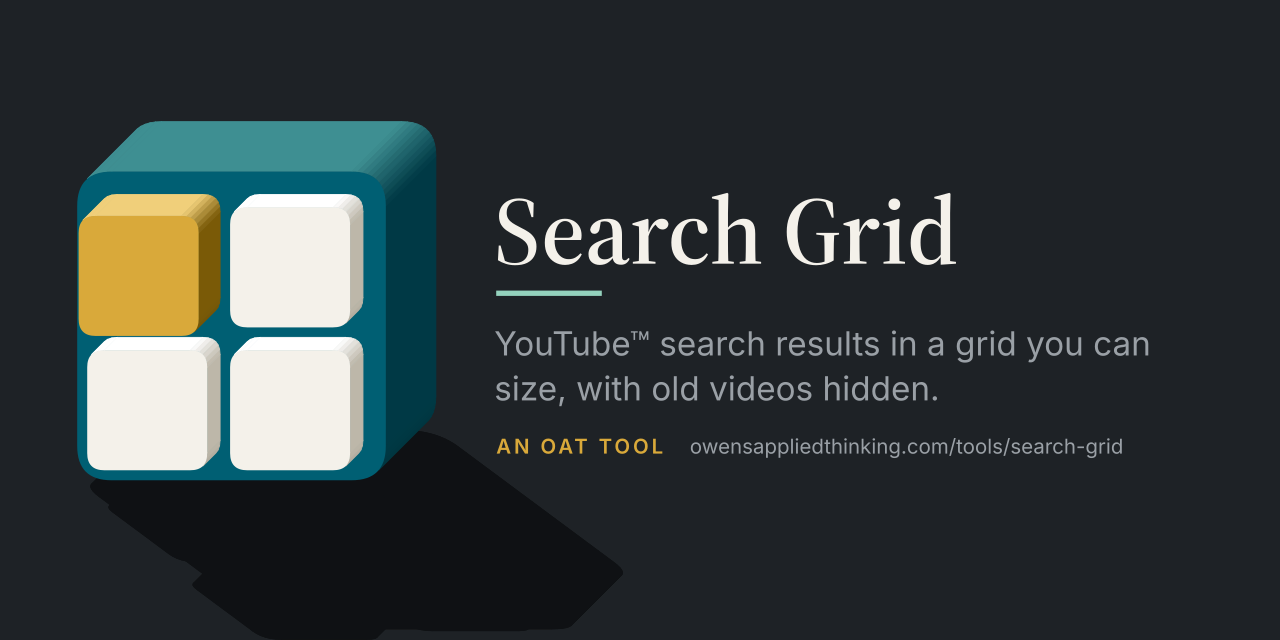 Search Grid
YouTube™ search results in a grid you can
size, with old videos hidden.
AN OAT TOOL owensappliedthinking.com/tools/search-grid